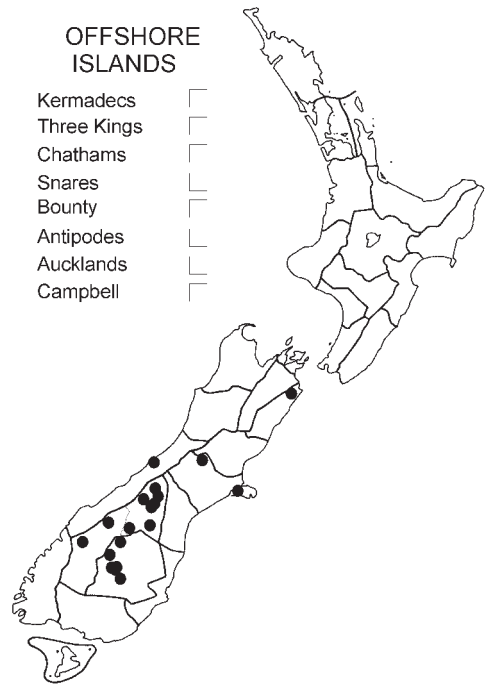 OFFSHORE
ISLANDS
Kermadecs
Three Kings
Chathams
Snares
Bounty
Antipodes
Aucklands
Campbell